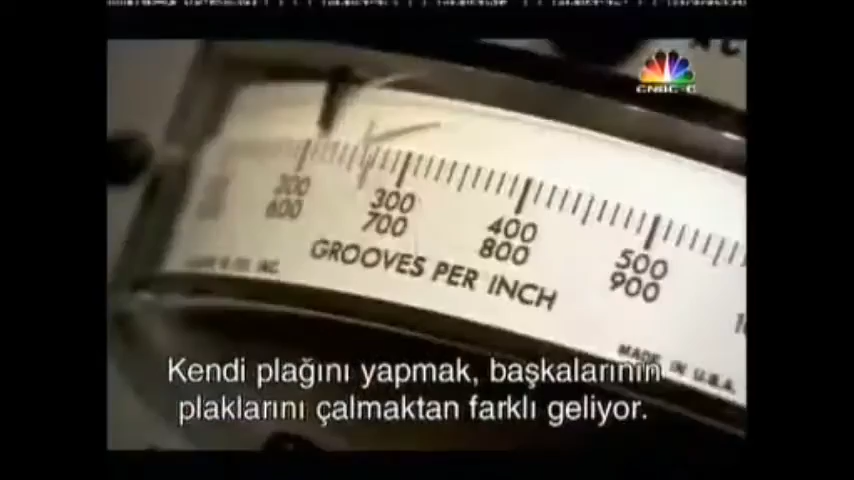 CNBC-E
200 300 400 500
600 700 800 900
GROOVES PER INCH
MADE IN U.S.A.
Kendi plağını yapmak, başkalarının
plaklarını çalmaktan farklı geliyor.